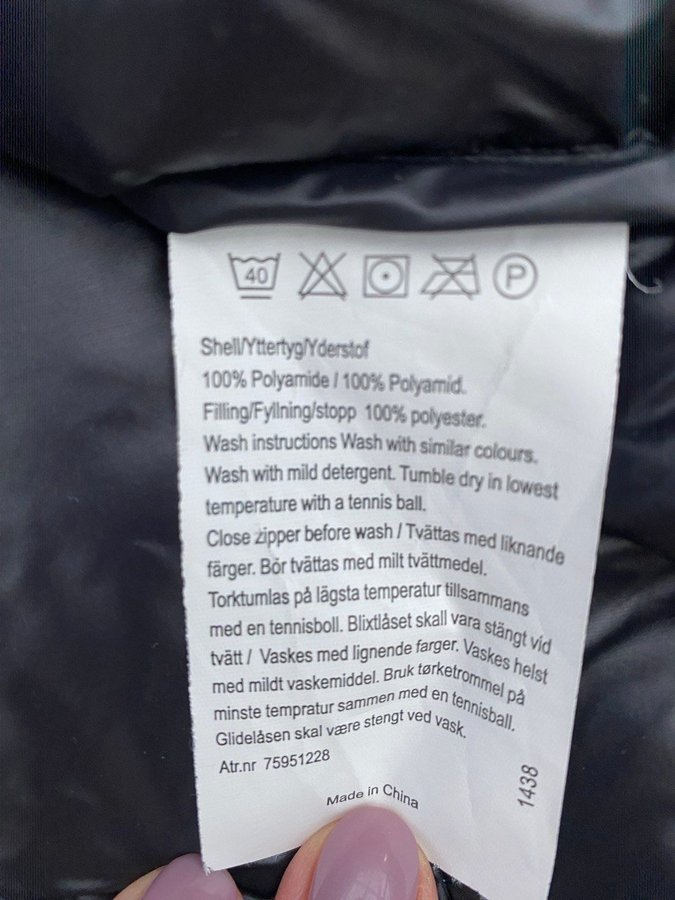 40 P
Shell/Yttertyg/Yderstof
100% Polyamide / 100% Polyamid.
Filling/Fyllning/stopp 100% polyester.
Wash instructions Wash with similar colours.
Wash with mild detergent. Tumble dry in lowest
temperature with a tennis ball.
Close zipper before wash / Tvättas med liknande
färger. Bör tvättas med milt tvättmedel.
Torktumlas på lägsta temperatur tillsammans
med en tennisboll. Blixtlåset skall vara stängt vid
tvätt / Vaskes med lignende farger. Vaskes helst
med mildt vaskemiddel. Bruk tørketrommel på
minste tempratur sammen med en tennisball.
Glidelåsen skal være stengt ved vask.
Atr.nr 75951228
1438
Made in China